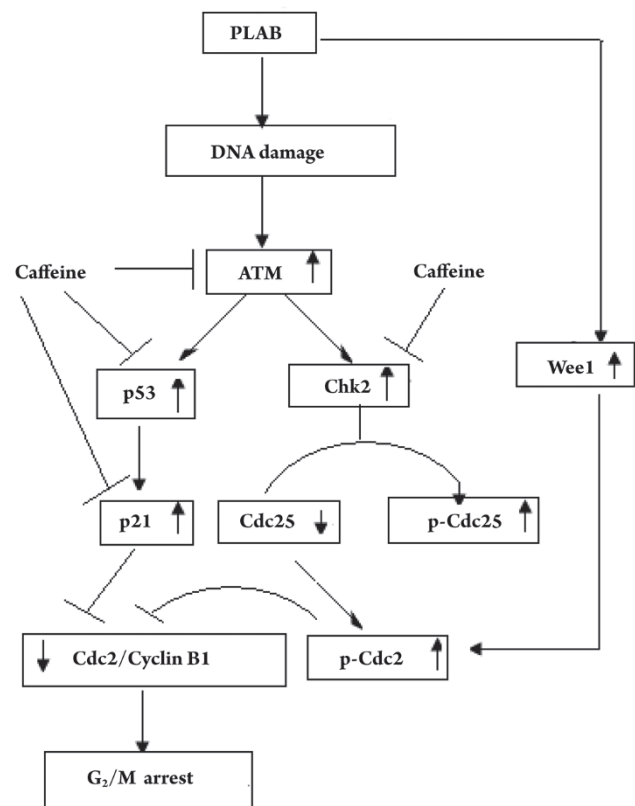 PLAB
DNA damage
Caffeine
ATM
Caffeine
p53
Chk2
Wee1
p21
Cdc25
p-Cdc25
Cdc2/Cyclin B1
p-Cdc2
G₂/M arrest